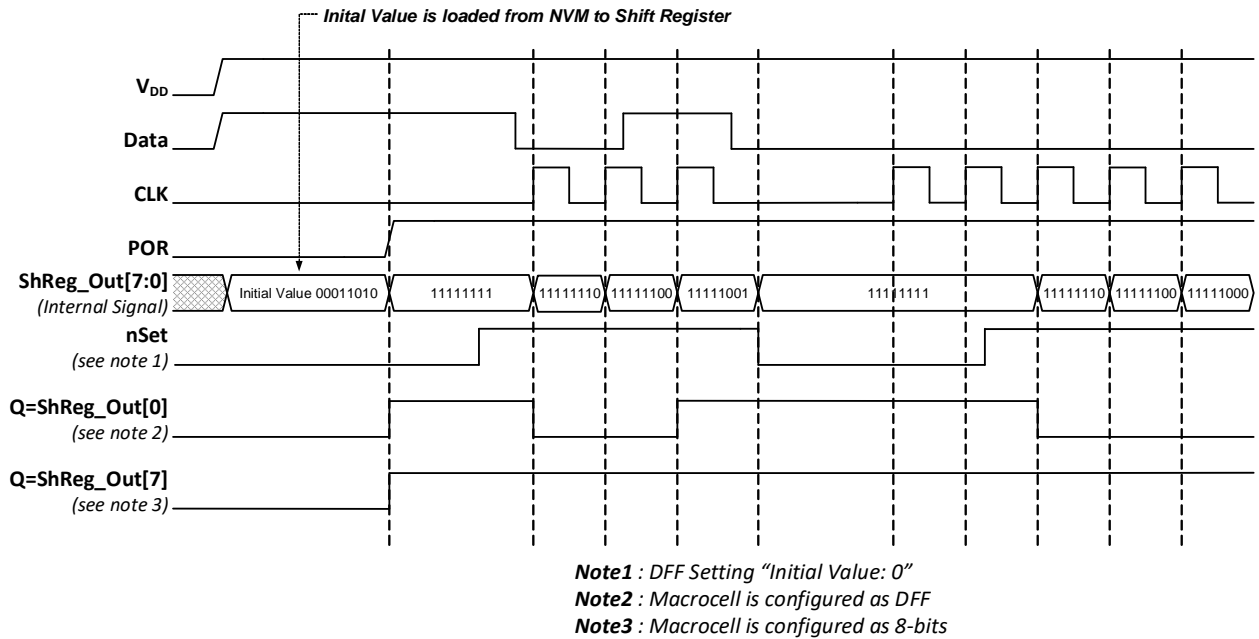 Inital Value is loaded from NVM to Shift Register
VDD
Data
CLK
POR
ShReg_Out[7:0]
(Internal Signal)
Initial Value 00011010 11111111 11111110 11111100 11111001 11111111 11111110 11111100 11111000
nSet
(see note 1)
Q=ShReg_Out[0]
(see note 2)
Q=ShReg_Out[7]
(see note 3)
Note1 : DFF Setting “Initial Value: 0”
Note2 : Macrocell is configured as DFF
Note3 : Macrocell is configured as 8-bits